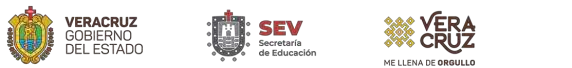 VERACRUZ
GOBIERNO
DEL ESTADO
SEV
Secretaría
de Educación
VERA
CRUZ
ME LLENA DE ORGULLO